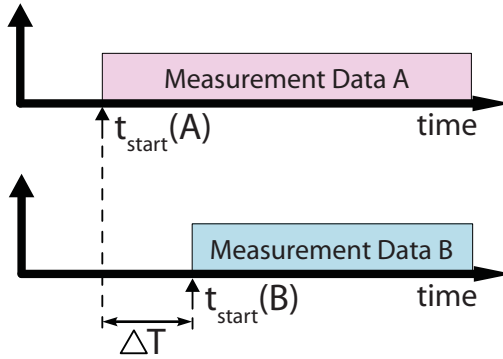 Measurement Data A
t_start(A) time
Measurement Data B
t_start(B) time
△T